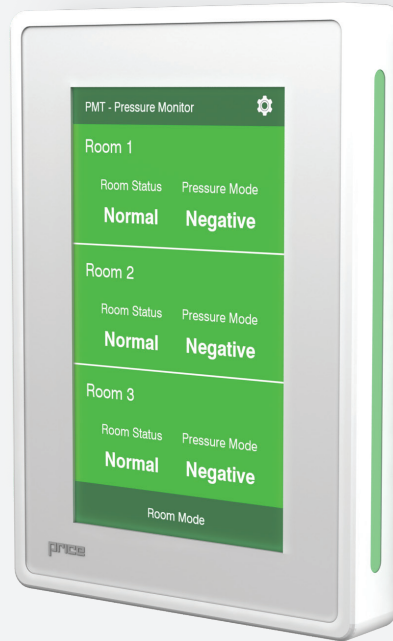 PMT - Pressure Monitor
Room 1
Room Status Pressure Mode
Normal Negative
Room 2
Room Status Pressure Mode
Normal Negative
Room 3
Room Status Pressure Mode
Normal Negative
Room Mode
price